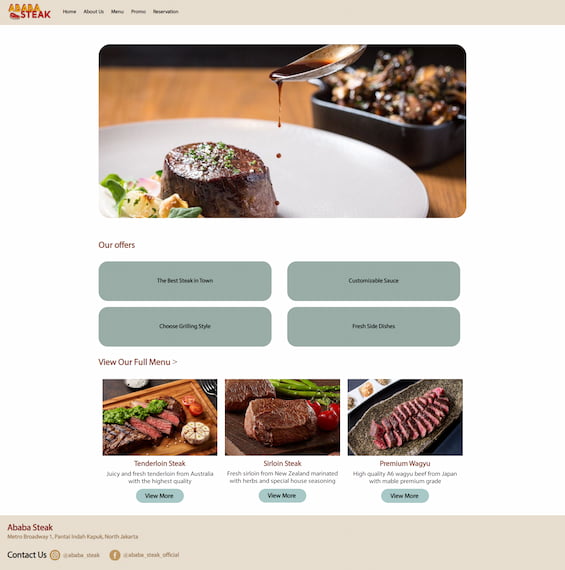 ABABA
STEAK
Home About Us Menu Promo Reservation
Our offers
The Best Steak In Town
Customizable Sauce
Choose Grilling Style
Fresh Side Dishes
View Our Full Menu >
Tenderloin Steak
Juicy and fresh tenderloin from Australia
with the highest quality
View More
Sirloin Steak
Fresh sirloin from New Zealand marinated
with herbs and special house seasoning
View More
Premium Wagyu
High quality A6 wagyu beef from Japan
with mable premium grade
View More
Ababa Steak
Metro Broadway 1, Pantai Indah Kapuk, North Jakarta
Contact Us @ababa_steak @ababa_steak_official